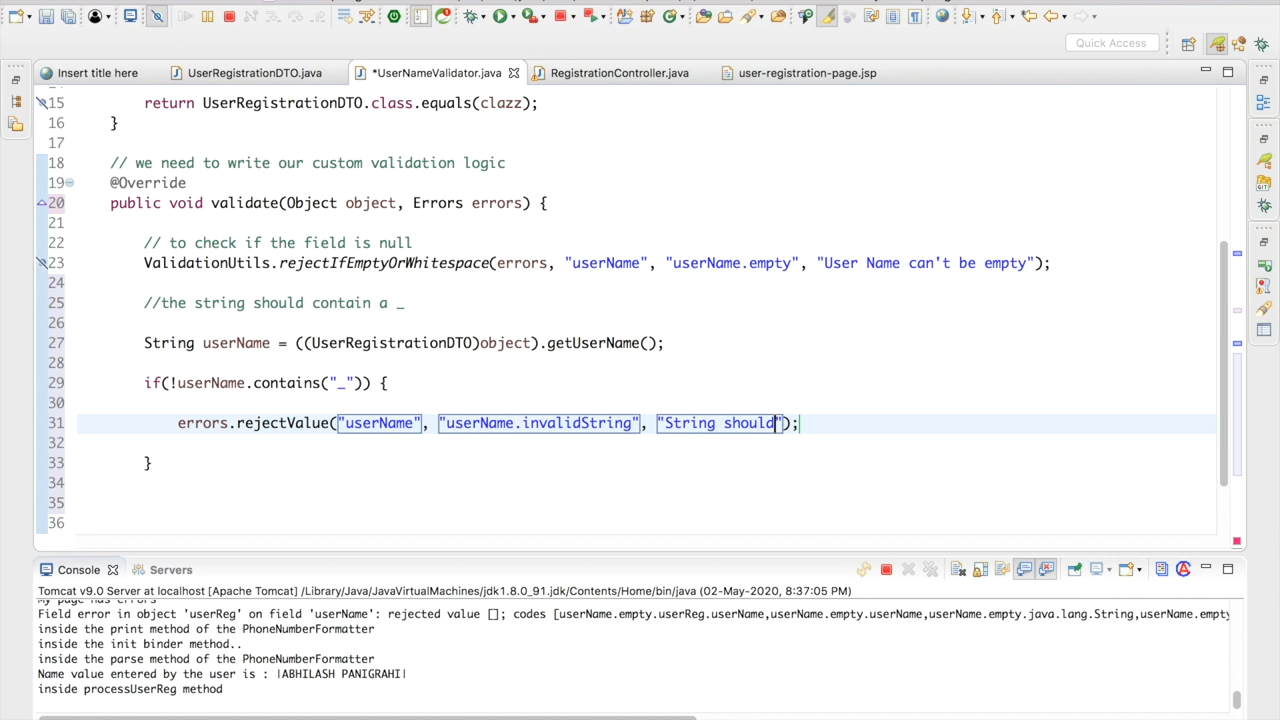 Quick Access
Insert title here
UserRegistrationDTO.java
*UserNameValidator.java
RegistrationController.java
user-registration-page.jsp
15 return UserRegistrationDTO.class.equals(clazz);
16 }
17
18 // we need to write our custom validation logic
19 @Override
20 public void validate(Object object, Errors errors) {
21
22 // to check if the field is null
23 ValidationUtils.rejectIfEmptyOrWhitespace(errors, "userName", "userName.empty", "User Name can't be empty");
24
25 //the string should contain a _
26
27 String userName = ((UserRegistrationDTO)object).getUserName();
28
29 if(!userName.contains("_")) {
30
31 errors.rejectValue("userName", "userName.invalidString", "String should");
32
33 }
34
35
36
Console
Servers
Tomcat v9.0 Server at localhost [Apache Tomcat] /Library/Java/JavaVirtualMachines/jdk1.8.0_91.jdk/Contents/Home/bin/java (02-May-2020, 8:37:05 PM)
Field error in object 'userReg' on field 'userName': rejected value []; codes [userName.empty.userReg.userName,userName.empty.userName,userName.empty.java.lang.String,userName.empty
inside the print method of the PhoneNumberFormatter
inside the init binder method..
inside the parse method of the PhoneNumberFormatter
Name value entered by the user is : |ABHILASH PANIGRAHI|
inside processUserReg method